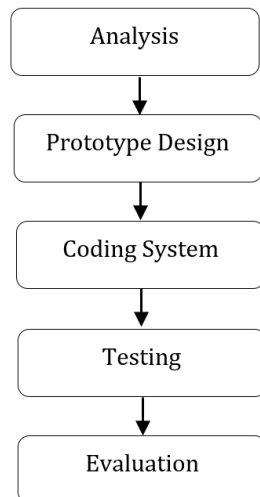 Analysis
Prototype Design
Coding System
Testing
Evaluation